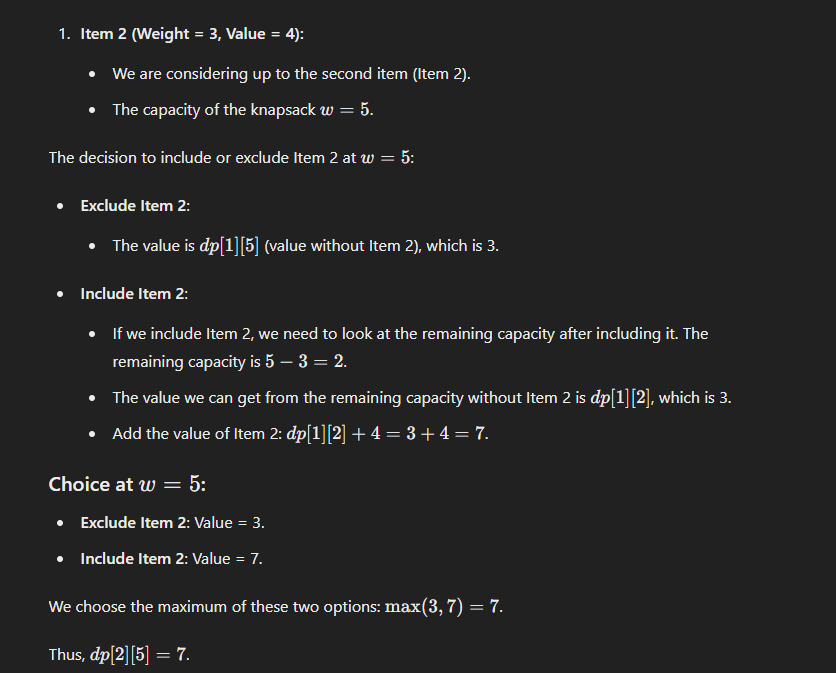 1. Item 2 (Weight = 3, Value = 4):
• We are considering up to the second item (Item 2).
• The capacity of the knapsack w = 5.
The decision to include or exclude Item 2 at w = 5:
• Exclude Item 2:
• The value is dp[1][5] (value without Item 2), which is 3.
• Include Item 2:
• If we include Item 2, we need to look at the remaining capacity after including it. The
remaining capacity is 5 − 3 = 2.
• The value we can get from the remaining capacity without Item 2 is dp[1][2], which is 3.
• Add the value of Item 2: dp[1][2] + 4 = 3 + 4 = 7.
Choice at w = 5:
• Exclude Item 2: Value = 3.
• Include Item 2: Value = 7.
We choose the maximum of these two options: max(3, 7) = 7.
Thus, dp[2][5] = 7.